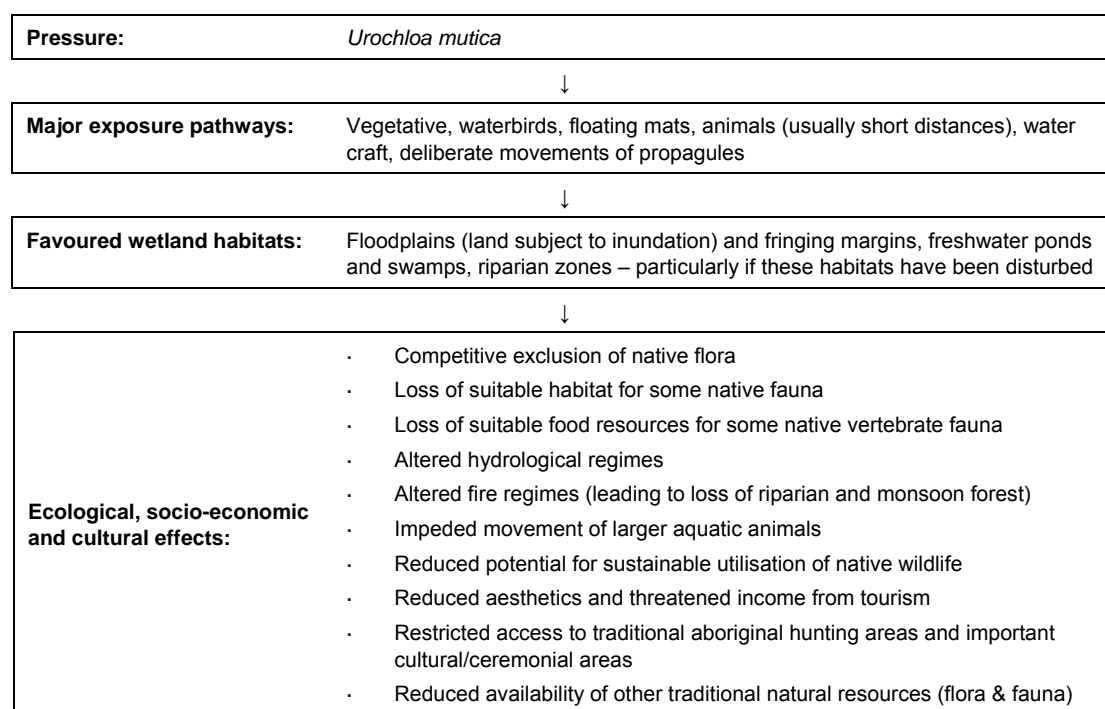 Pressure: Urochloa mutica
↓
Major exposure pathways: Vegetative, waterbirds, floating mats, animals (usually short distances), water
craft, deliberate movements of propagules
↓
Favoured wetland habitats: Floodplains (land subject to inundation) and fringing margins, freshwater ponds
and swamps, riparian zones – particularly if these habitats have been disturbed
↓
Ecological, socio-economic
and cultural effects:
· Competitive exclusion of native flora
· Loss of suitable habitat for some native fauna
· Loss of suitable food resources for some native vertebrate fauna
· Altered hydrological regimes
· Altered fire regimes (leading to loss of riparian and monsoon forest)
· Impeded movement of larger aquatic animals
· Reduced potential for sustainable utilisation of native wildlife
· Reduced aesthetics and threatened income from tourism
· Restricted access to traditional aboriginal hunting areas and important
cultural/ceremonial areas
· Reduced availability of other traditional natural resources (flora & fauna)